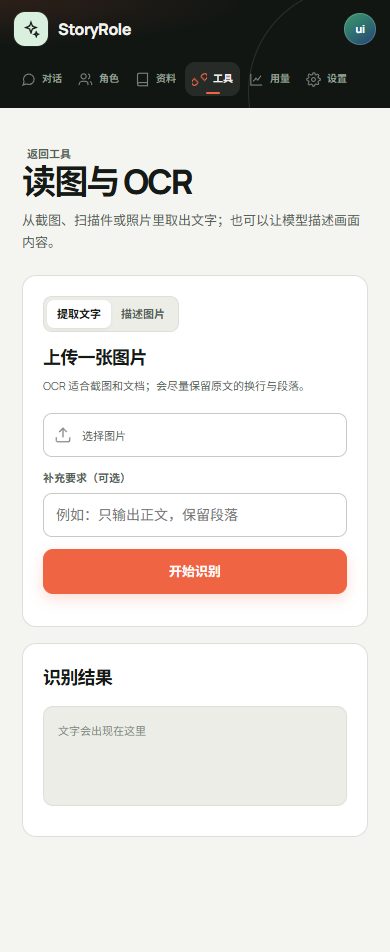 StoryRole
ui
对话 角色 资料 工具 用量 设置
返回工具
读图与 OCR
从截图、扫描件或照片里取出文字；也可以让模型描述画面
内容。
提取文字 描述图片
上传一张图片
OCR 适合截图和文档；会尽量保留原文的换行与段落。
选择图片
补充要求（可选）
例如：只输出正文，保留段落
开始识别
识别结果
文字会出现在这里